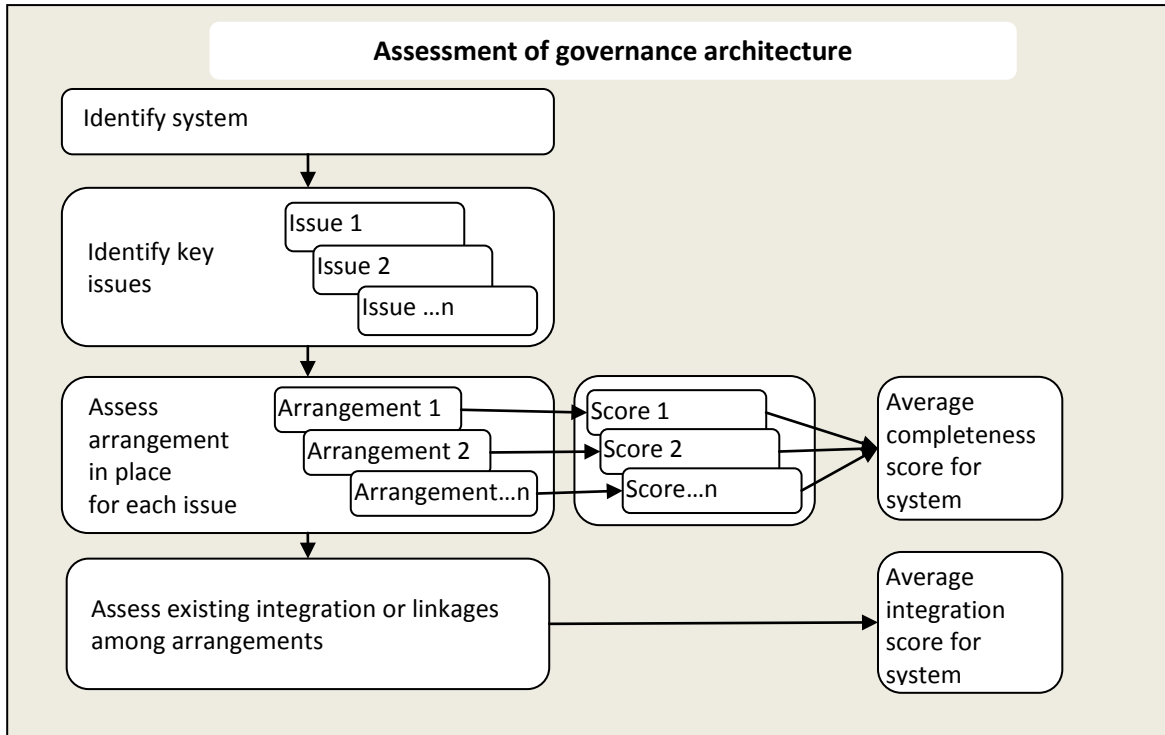 Assessment of governance architecture
Identify system
Identify key
issues
Issue 1
Issue 2
Issue …n
Assess
arrangement
in place
for each issue
Arrangement 1
Arrangement 2
Arrangement…n
Score 1
Score 2
Score…n
Average
completeness
score for
system
Assess existing integration or linkages
among arrangements
Average
integration
score for
system